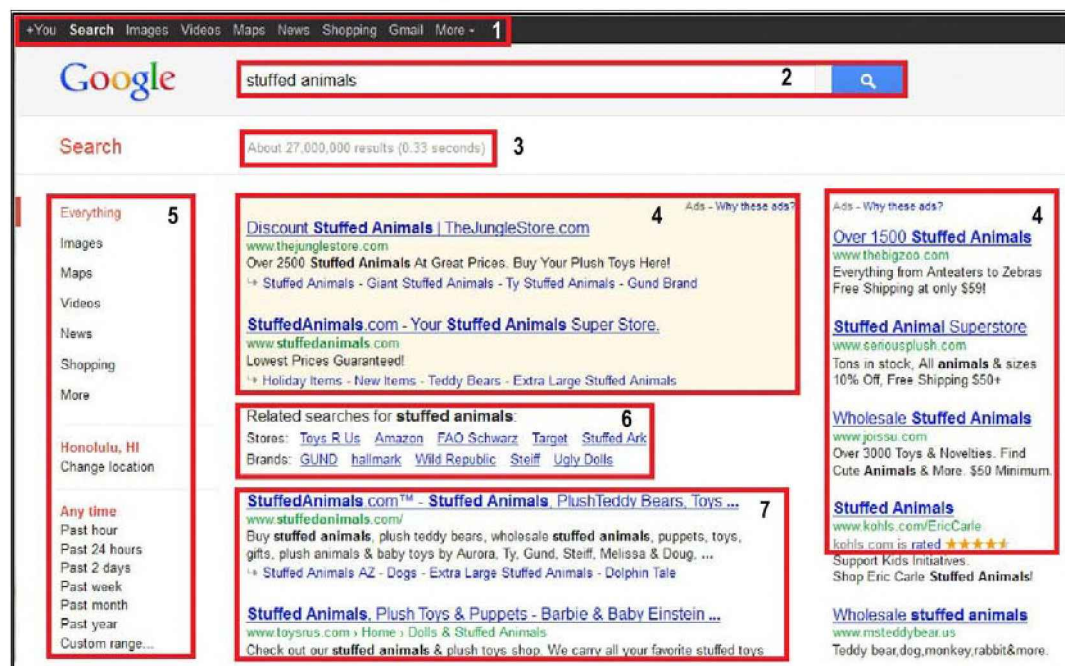 +You Search Images Videos Maps News Shopping Gmail More 1
Google
stuffed animals 2
Search
About 27,000,000 results (0.33 seconds) 3
Everything 5
Images
Maps
Videos
News
Shopping
More
Honolulu, HI
Change location
Any time
Past hour
Past 24 hours
Past 2 days
Past week
Past month
Past year
Custom range...
4 Ads - Why these ads?
Discount Stuffed Animals | TheJungleStore.com
www.thejunglestore.com
Over 2500 Stuffed Animals At Great Prices. Buy Your Plush Toys Here!
Stuffed Animals - Giant Stuffed Animals - Ty Stuffed Animals - Gund Brand
StuffedAnimals.com - Your Stuffed Animals Super Store.
www.stuffedanimals.com
Lowest Prices Guaranteed!
Holiday Items - New Items - Teddy Bears - Extra Large Stuffed Animals
Related searches for stuffed animals: 6
Stores: Toys R Us Amazon FAO Schwarz Target Stuffed Ark
Brands: GUND hallmark Wild Republic Steiff Ugly Dolls
StuffedAnimals.com™ - Stuffed Animals, PlushTeddy Bears, Toys ... 7
www.stuffedanimals.com/
Buy stuffed animals, plush teddy bears, wholesale stuffed animals, puppets, toys,
gifts, plush animals & baby toys by Aurora, Ty, Gund, Steiff, Melissa & Doug, ...
Stuffed Animals AZ - Dogs - Extra Large Stuffed Animals - Dolphin Tale
Stuffed Animals, Plush Toys & Puppets - Barbie & Baby Einstein ...
www.toysrus.com › Home › Dolls & Stuffed Animals
Check out our stuffed animals & plush toys shop. We carry all your favorite stuffed toys
Ads - Why these ads? 4
Over 1500 Stuffed Animals
www.thebigzoo.com
Everything from Anteaters to Zebras
Free Shipping at only $59!
Stuffed Animal Superstore
www.seriousplush.com
Tons in stock, All animals & sizes
10% Off, Free Shipping $50+
Wholesale Stuffed Animals
www.joissu.com
Over 3000 Toys & Novelties. Find
Cute Animals & More. $50 Minimum.
Stuffed Animals
www.kohls.com/EricCarle
kohls.com is rated
Support Kids Initiatives.
Shop Eric Carle Stuffed Animals!
Wholesale stuffed animals
www.msteddybear.us
Teddy bear,dog,monkey,rabbit&more.